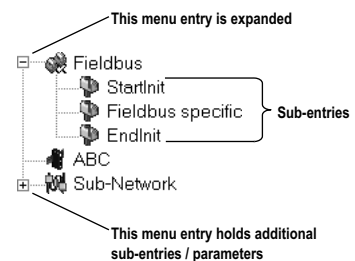 This menu entry is expanded
Fieldbus
StartInit
Fieldbus specific
Sub-entries
EndInit
ABC
Sub-Network
This menu entry holds additional
sub-entries / parameters